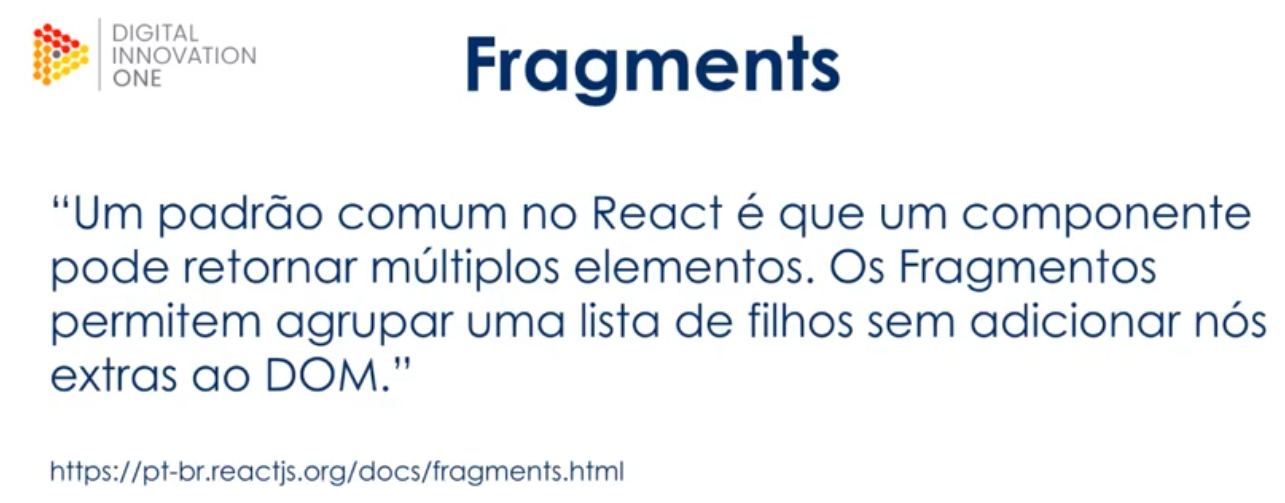 DIGITAL
INNOVATION
ONE
Fragments
“Um padrão comum no React é que um componente
pode retornar múltiplos elementos. Os Fragmentos
permitem agrupar uma lista de filhos sem adicionar nós
extras ao DOM.”
https://pt-br.reactjs.org/docs/fragments.html